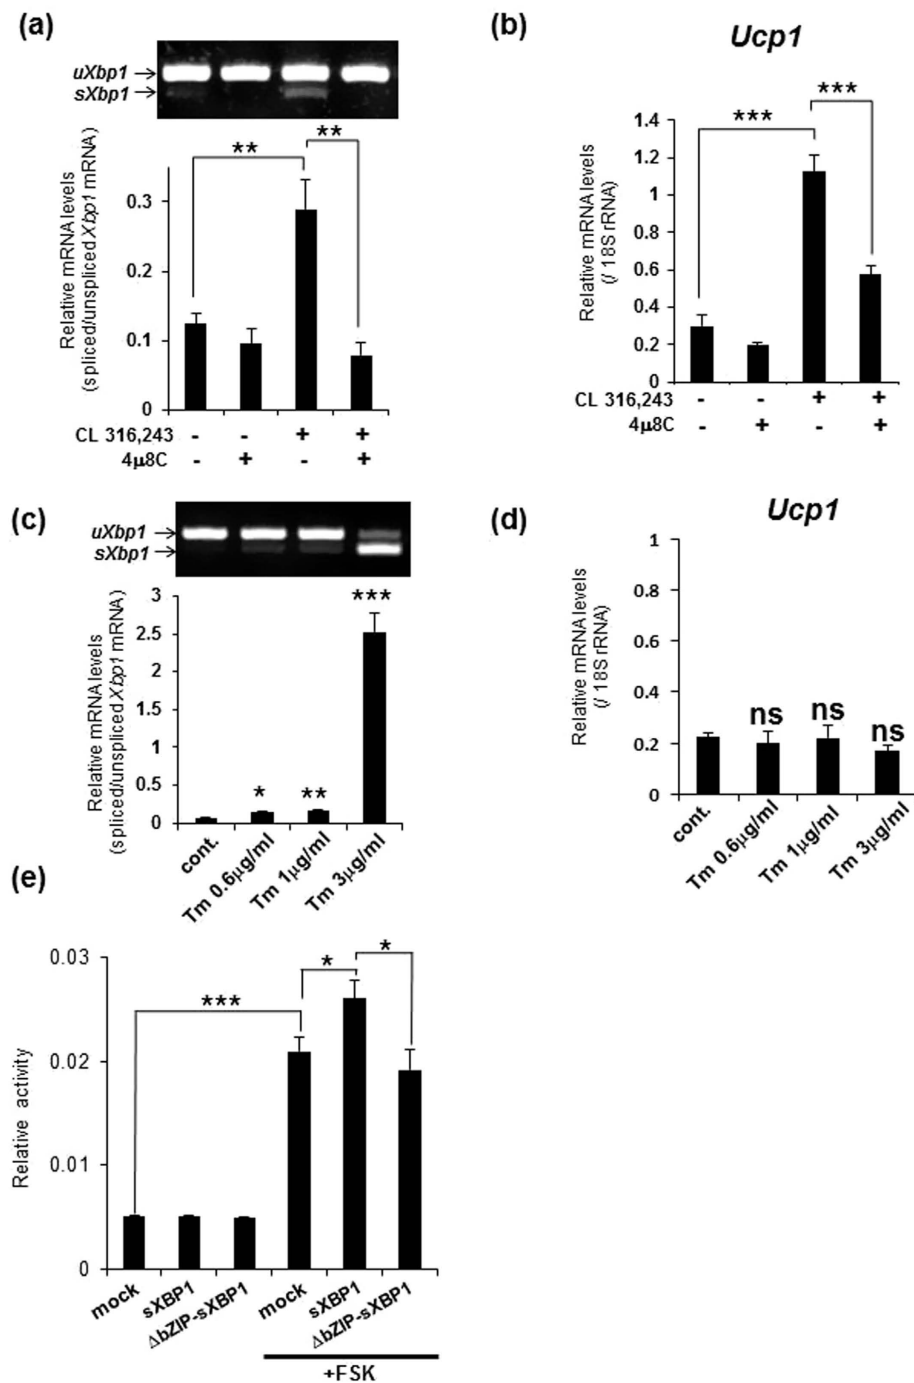 (a)
uXbp1
sXbp1
Relative mRNA levels
(spliced/unspliced Xbp1 mRNA)
0.3
0.2
0.1
0
**
**
CL 316,243 - - + +
4µ8C - + - +
(b)
Ucp1
Relative mRNA levels
(/ 18S rRNA)
1.4
1.2
1
0.8
0.6
0.4
0.2
0
***
***
CL 316,243 - - + +
4µ8C - + - +
(c)
uXbp1
sXbp1
Relative mRNA levels
(spliced/unspliced Xbp1 mRNA)
3
2.5
2
1.5
1
0.5
0
*
**
***
cont.
Tm 0.6µg/ml
Tm 1µg/ml
Tm 3µg/ml
(d)
Ucp1
Relative mRNA levels
(/ 18S rRNA)
1
0.8
0.6
0.4
0.2
0
ns
ns
ns
cont.
Tm 0.6µg/ml
Tm 1µg/ml
Tm 3µg/ml
(e)
Relative activity
0.03
0.02
0.01
0
***
*
*
mock
sXBP1
ΔbZIP-sXBP1
mock
sXBP1
ΔbZIP-sXBP1
+FSK